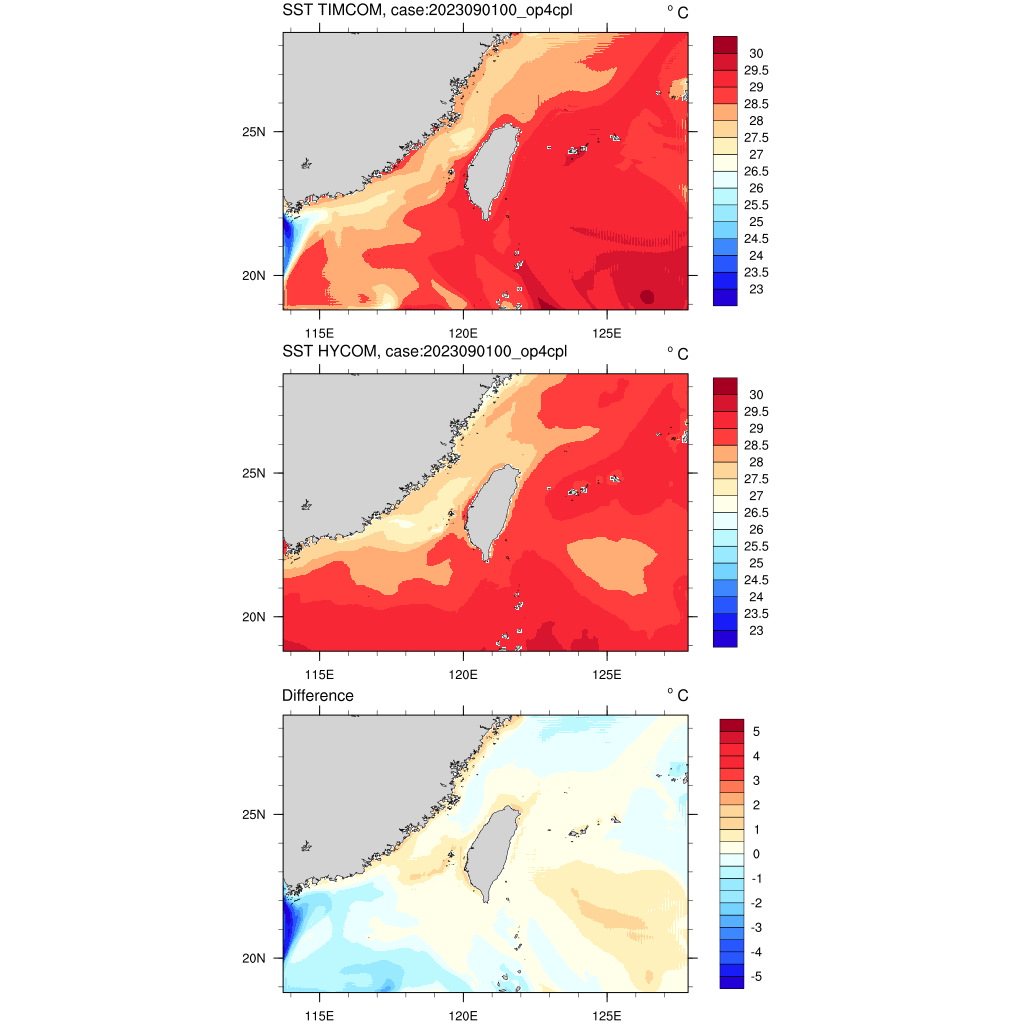 SST TIMCOM, case:2023090100_op4cpl
° C
25N
20N
115E
120E
125E
30
29.5
29
28.5
28
27.5
27
26.5
26
25.5
25
24.5
24
23.5
23
SST HYCOM, case:2023090100_op4cpl
° C
25N
20N
115E
120E
125E
30
29.5
29
28.5
28
27.5
27
26.5
26
25.5
25
24.5
24
23.5
23
Difference
° C
25N
20N
115E
120E
125E
5
4
3
2
1
0
-1
-2
-3
-4
-5